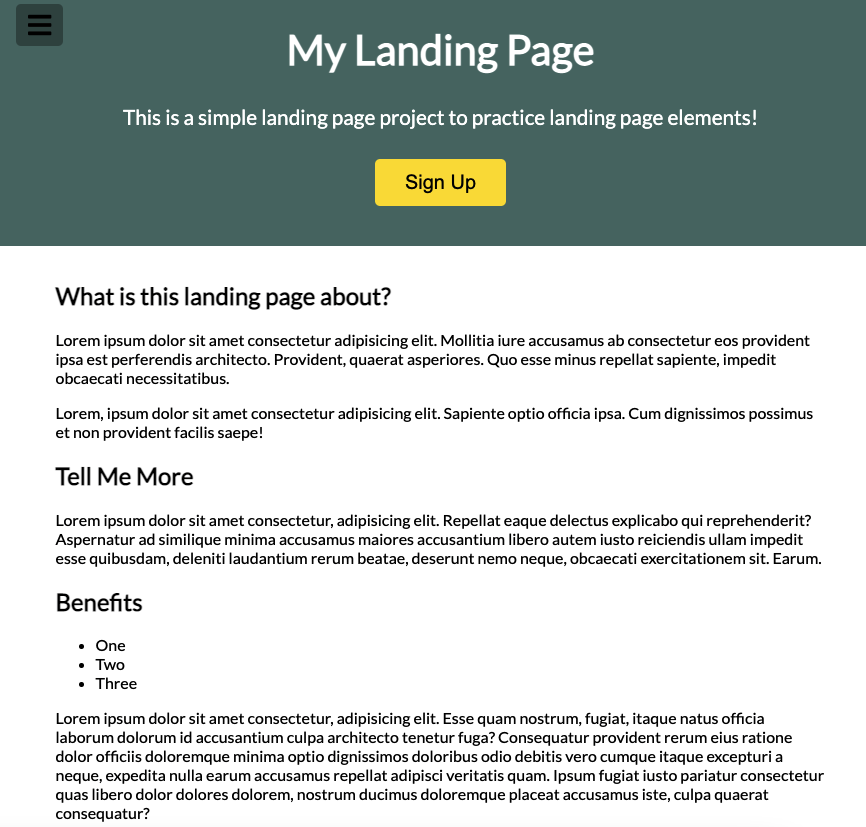 My Landing Page
This is a simple landing page project to practice landing page elements!
Sign Up
What is this landing page about?
Lorem ipsum dolor sit amet consectetur adipisicing elit. Mollitia iure accusamus ab consectetur eos provident
ipsa est perferendis architecto. Provident, quaerat asperiores. Quo esse minus repellat sapiente, impedit
obcaecati necessitatibus.
Lorem, ipsum dolor sit amet consectetur adipisicing elit. Sapiente optio officia ipsa. Cum dignissimos possimus
et non provident facilis saepe!
Tell Me More
Lorem ipsum dolor sit amet consectetur, adipisicing elit. Repellat eaque delectus explicabo qui reprehenderit?
Aspernatur ad similique minima accusamus maiores accusantium libero autem iusto reiciendis ullam impedit
esse quibusdam, deleniti laudantium rerum beatae, deserunt nemo neque, obcaecati exercitationem sit. Earum.
Benefits
• One
• Two
• Three
Lorem ipsum dolor sit amet consectetur, adipisicing elit. Esse quam nostrum, fugiat, itaque natus officia
laborum dolorum id accusantium culpa architecto tenetur fuga? Consequatur provident rerum eius ratione
dolor officiis doloremque minima optio dignissimos doloribus odio debitis vero cumque itaque excepturi a
neque, expedita nulla earum accusamus repellat adipisci veritatis quam. Ipsum fugiat iusto pariatur consectetur
quas libero dolor dolores dolorem, nostrum ducimus doloremque placeat accusamus iste, culpa quaerat
consequatur?